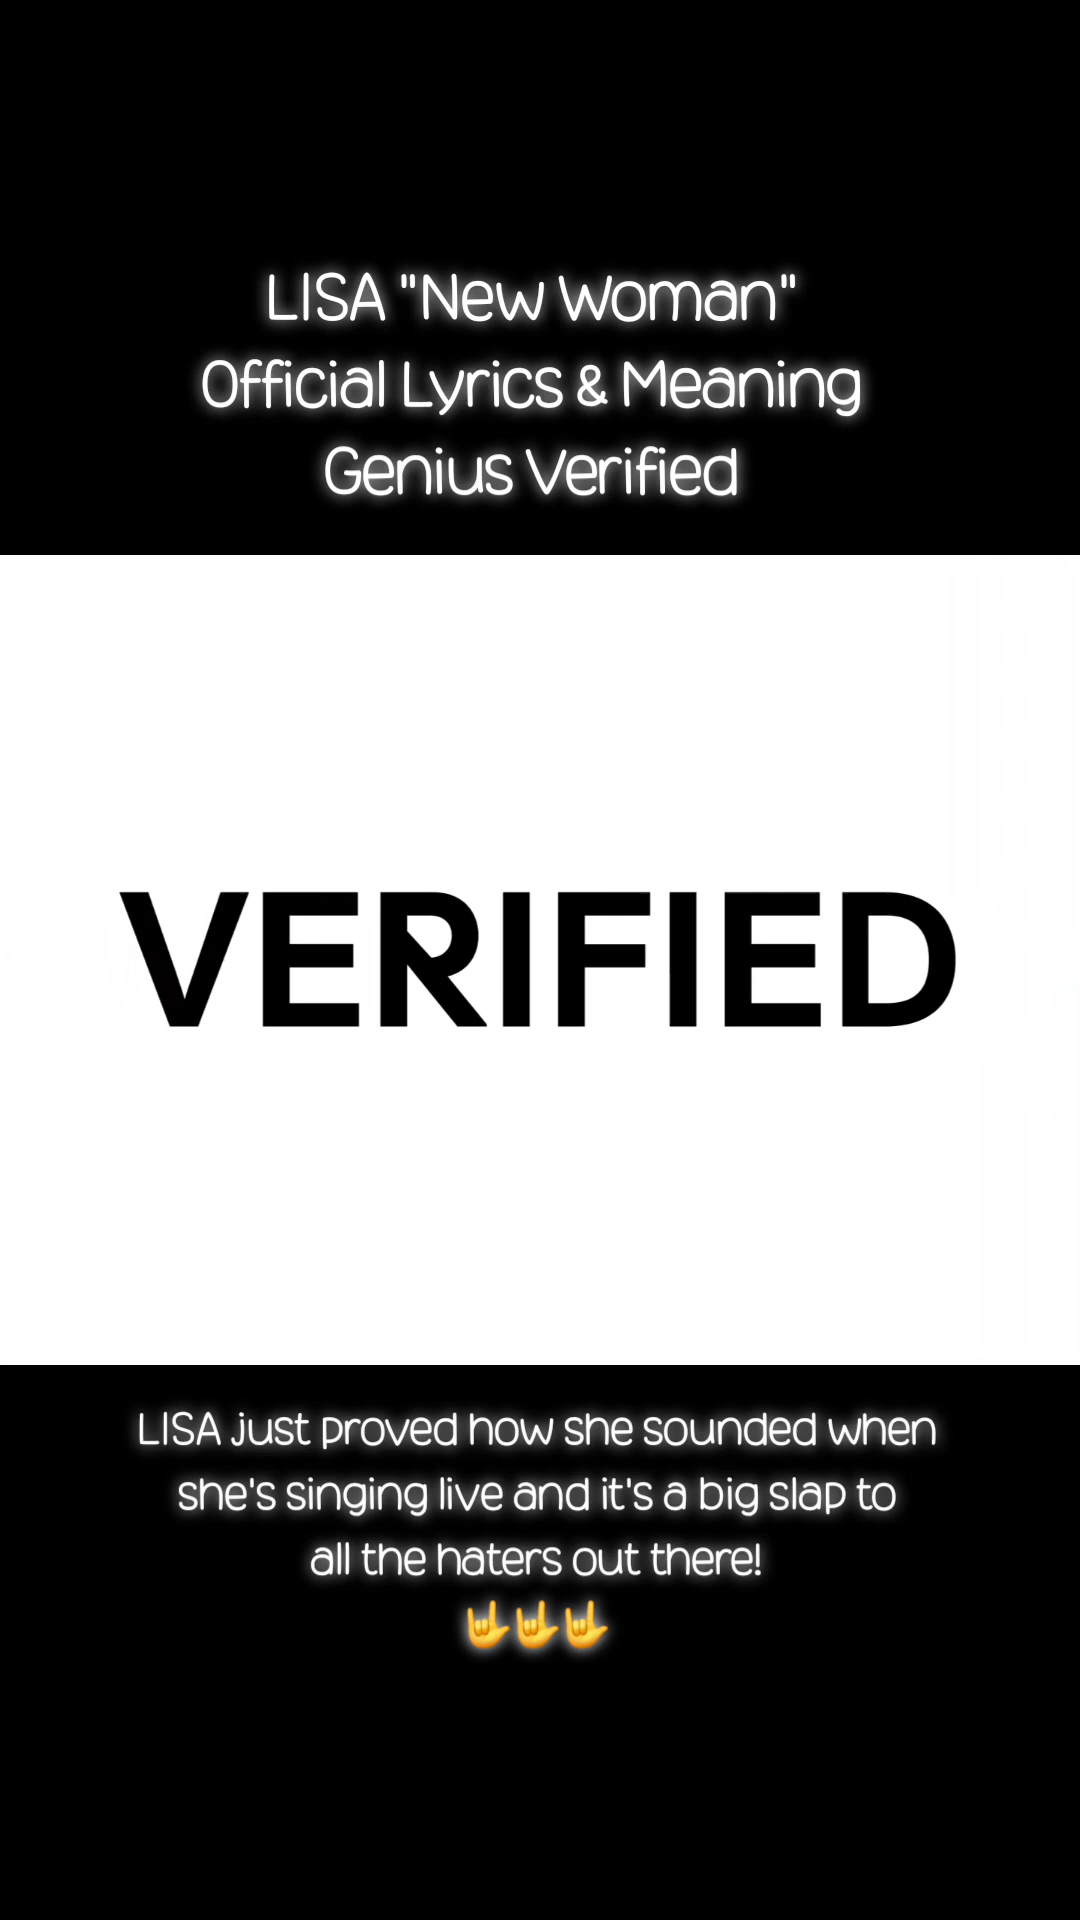 LISA "New Woman"
Official Lyrics & Meaning
Genius Verified
VERIFIED
LISA just proved how she sounded when
she's singing live and it's a big slap to
all the haters out there!
🤟🤟🤟